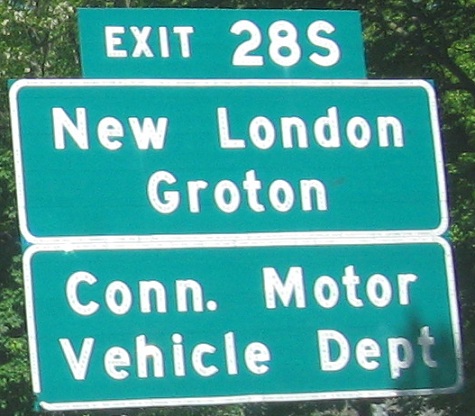 EXIT 28S
New London
Groton
Conn. Motor
Vehicle Dept